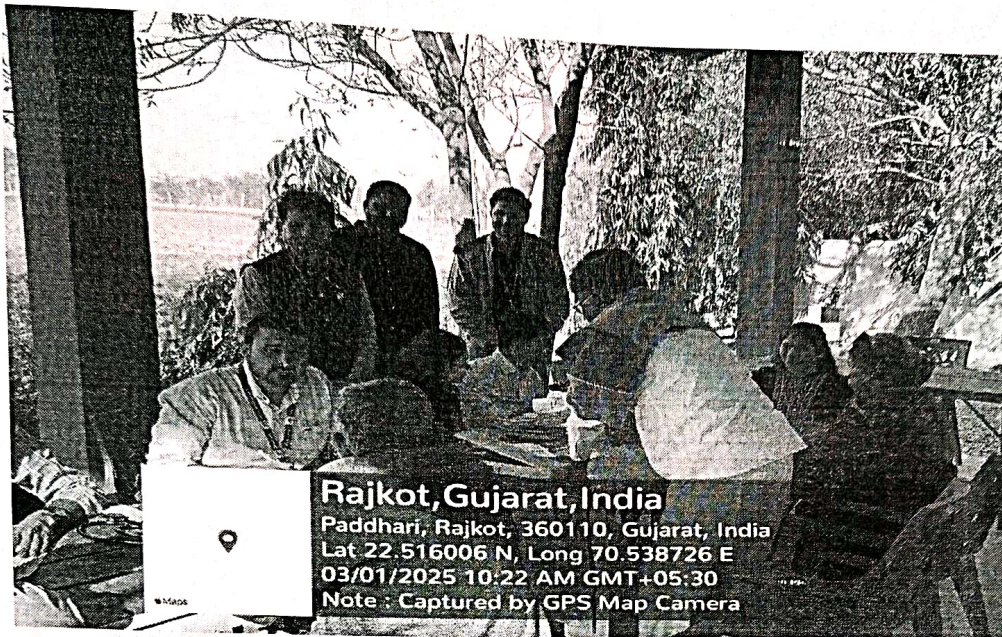 Rajkot,Gujarat,India
Paddhari, Rajkot, 360110, Gujarat, India
Lat 22.516006 N, Long 70.538726 E
03/01/2025 10:22 AM GMT+05:30
Note : Captured by GPS Map Camera
Maps